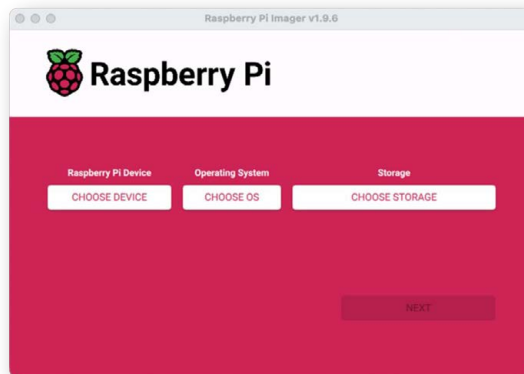 Raspberry Pi Imager v1.9.6
Raspberry Pi
Raspberry Pi Device Operating System Storage
CHOOSE DEVICE CHOOSE OS CHOOSE STORAGE
NEXT